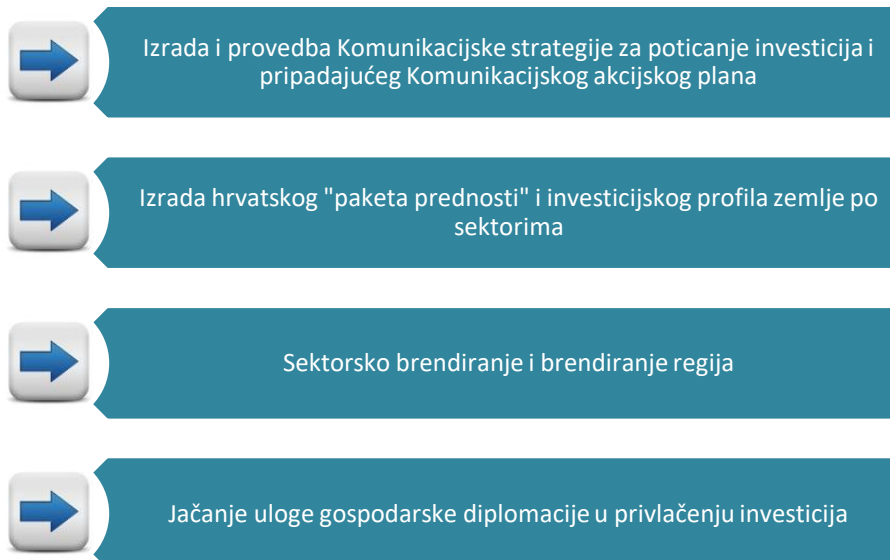 Izrada i provedba Komunikacijske strategije za poticanje investicija i
pripadajućeg Komunikacijskog akcijskog plana
Izrada hrvatskog "paketa prednosti" i investicijskog profila zemlje po
sektorima
Sektorsko brendiranje i brendiranje regija
Jačanje uloge gospodarske diplomacije u privlačenju investicija